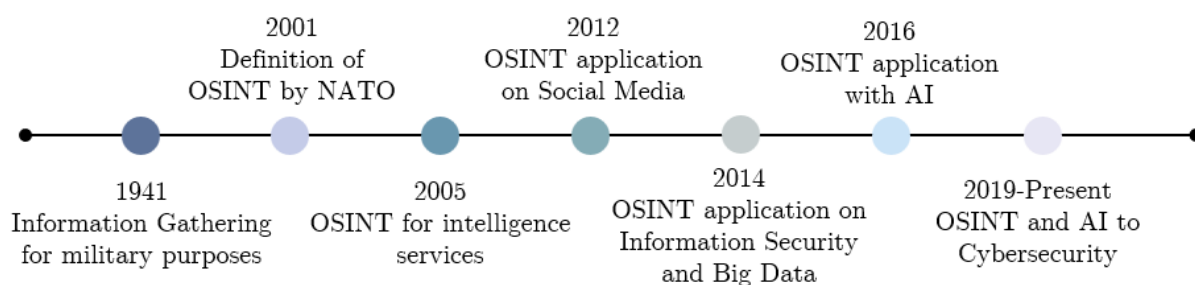 2001
Definition of
OSINT by NATO
2012
OSINT application
on Social Media
2016
OSINT application
with AI
1941
Information Gathering
for military purposes
2005
OSINT for intelligence
services
2014
OSINT application on
Information Security
and Big Data
2019-Present
OSINT and AI to
Cybersecurity